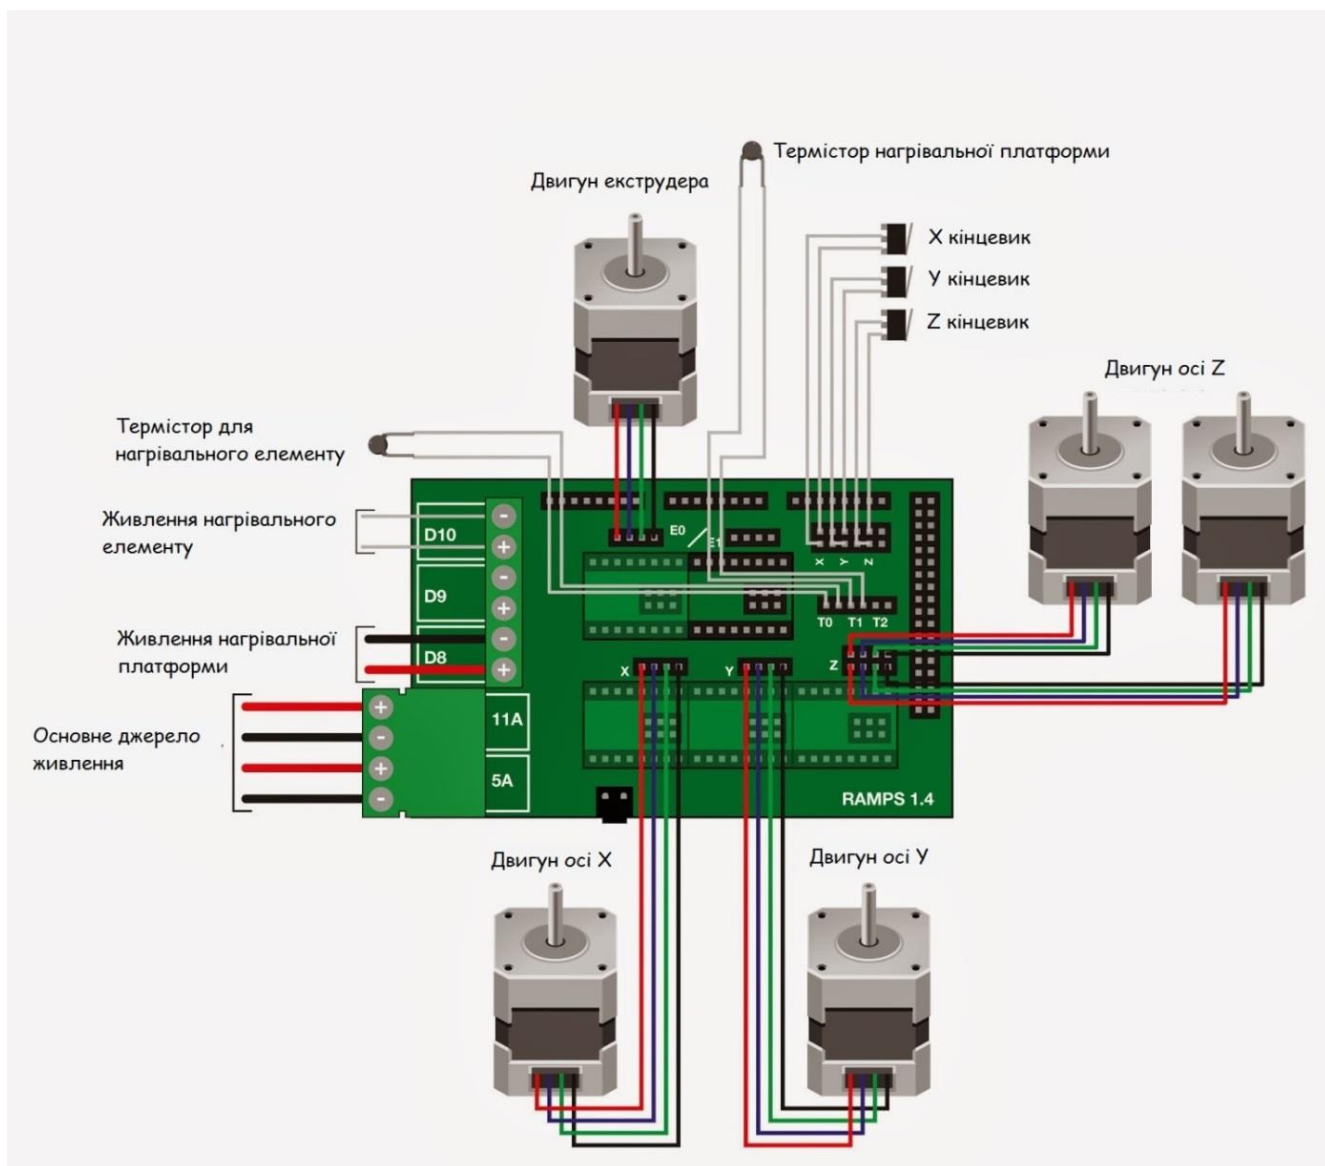 Термістор нагрівальної платформи
Двигун екструдера
X кінцевик
Y кінцевик
Z кінцевик
Двигун осі Z
Термістор для
нагрівального елементу
Живлення нагрівального
елементу
D10
-
+
E0
E1
X
Y
Z
D9
-
+
T0 T1 T2
Живлення нагрівальної
платформи
D8
-
+
X
Y
Z
Основне джерело
живлення
+
-
+
-
11A
5A
RAMPS 1.4
Двигун осі X
Двигун осі Y